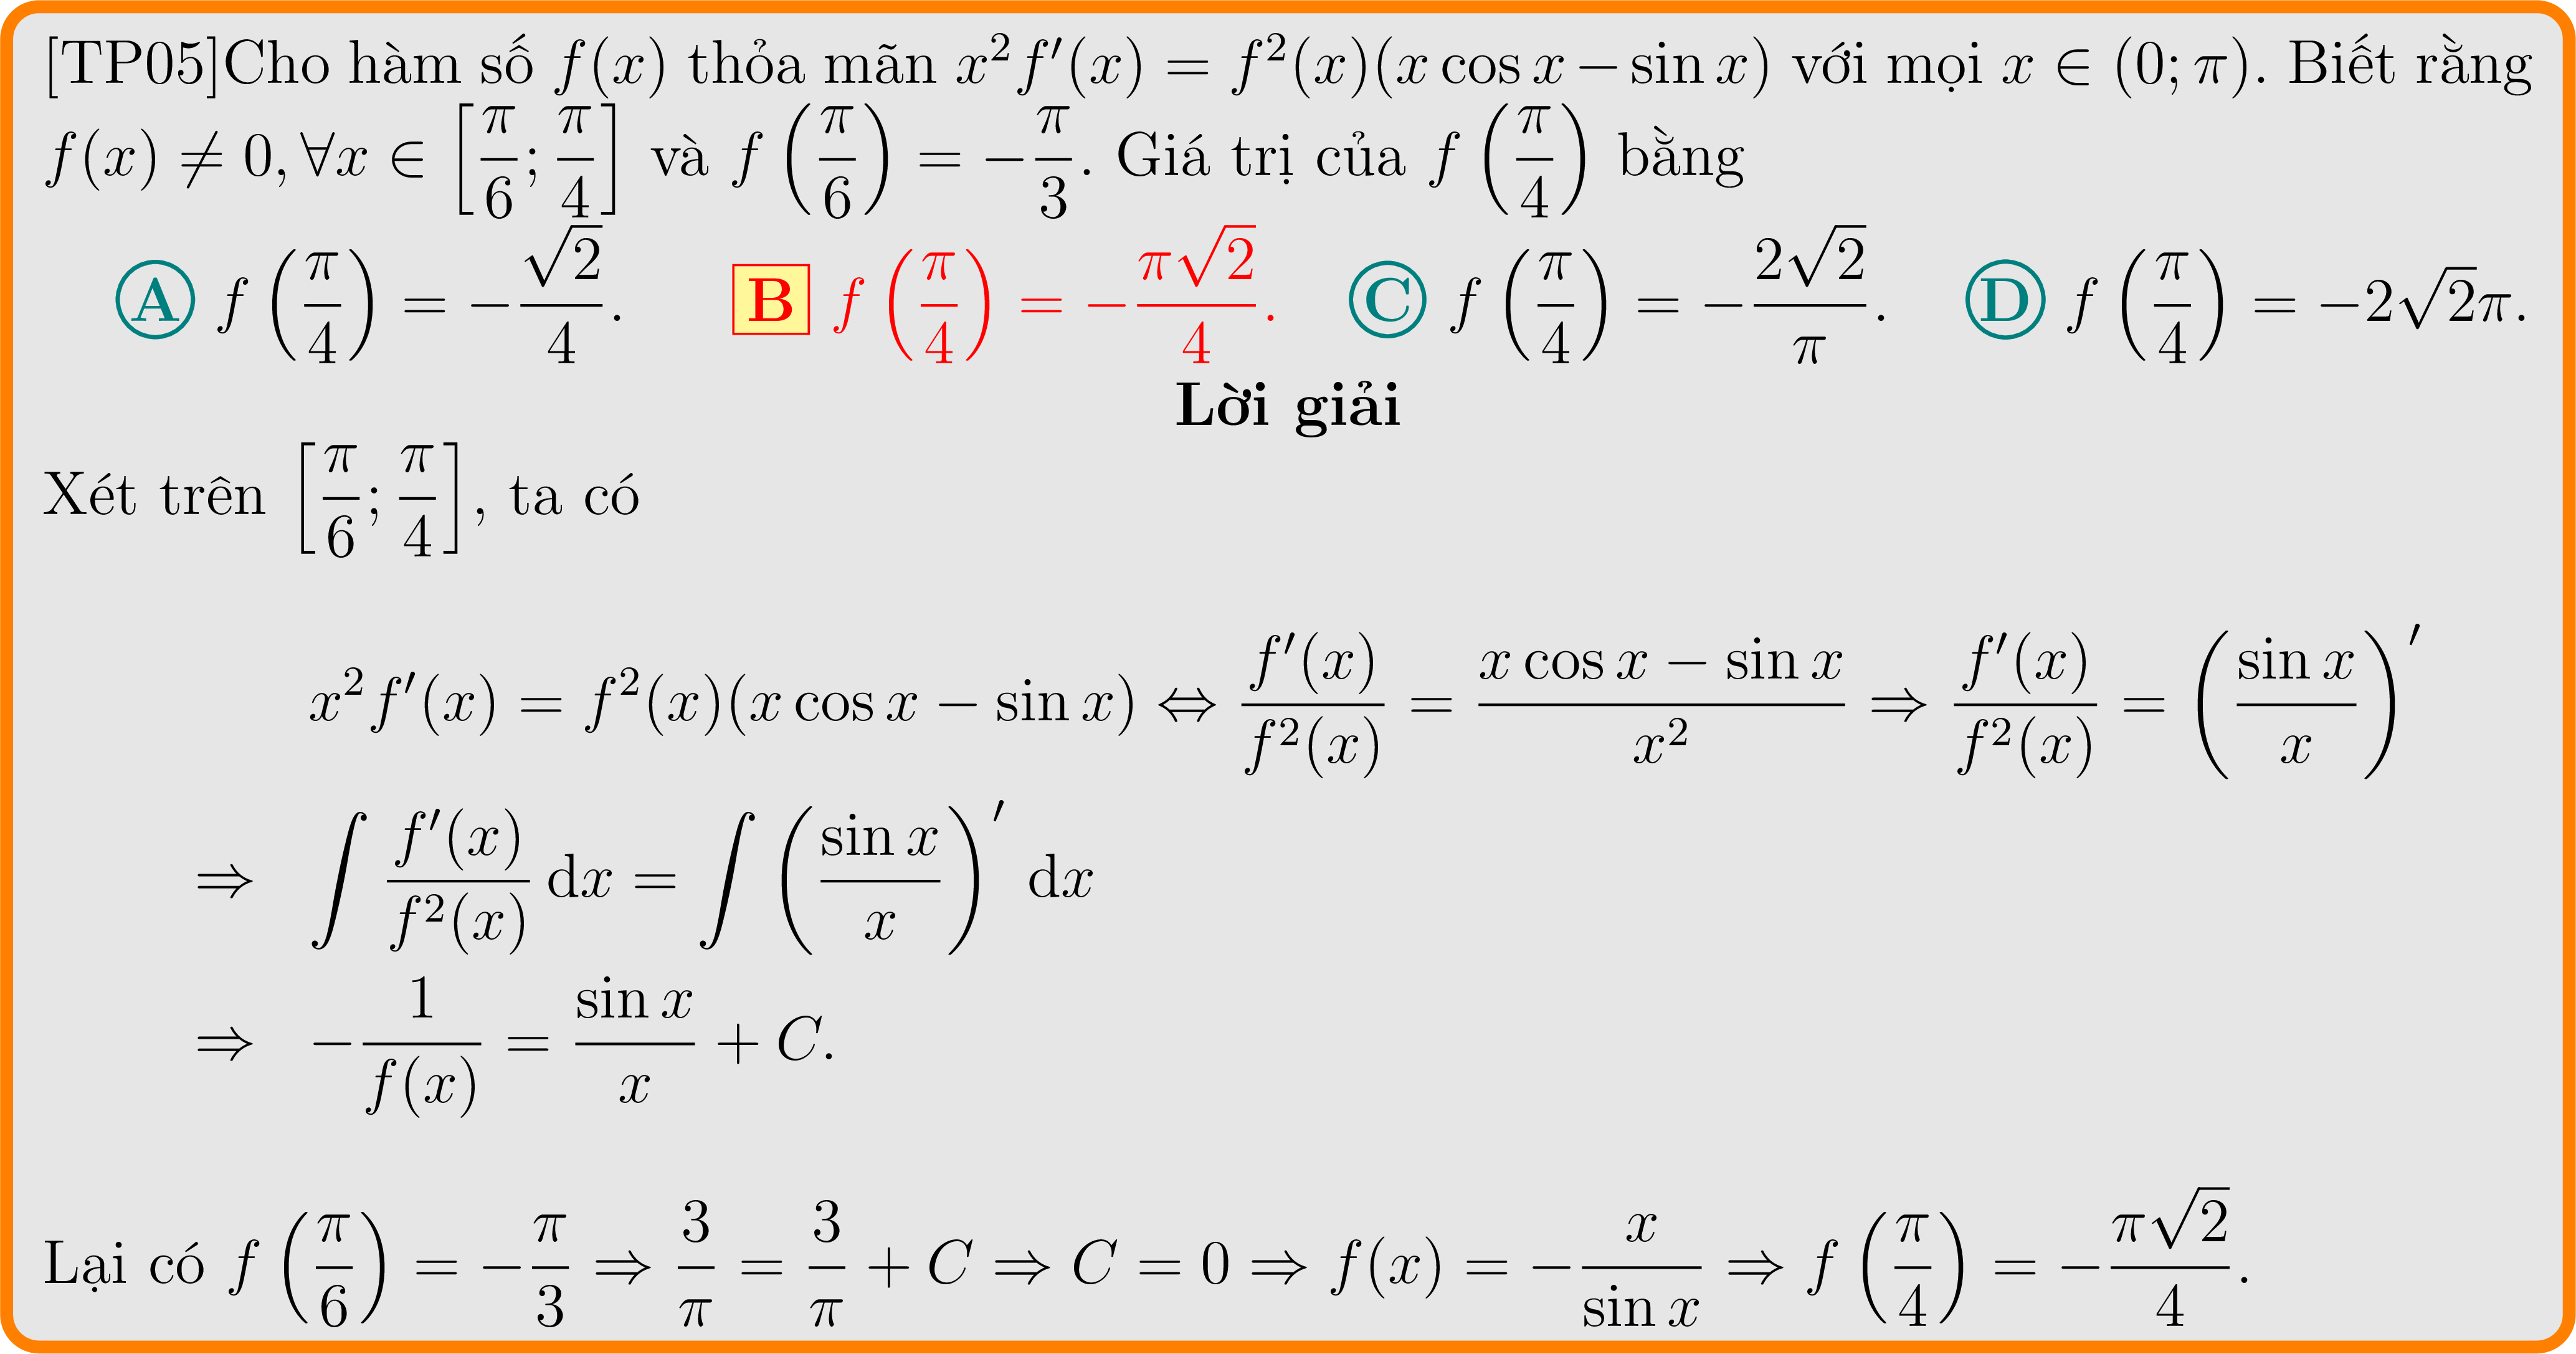 [TP05]Cho hàm số f(x) thỏa mãn x²f′(x) = f²(x)(x cos x − sin x) với mọi x ∈ (0; π). Biết rằng
f(x) ≠ 0, ∀x ∈ [π/6; π/4] và f(π/6) = −π/3. Giá trị của f(π/4) bằng
A f(π/4) = −√2/4. B f(π/4) = −π√2/4. C f(π/4) = −2√2/π. D f(π/4) = −2√2π.
Lời giải
Xét trên [π/6; π/4], ta có
x²f′(x) = f²(x)(x cos x − sin x) ⇔ f′(x)/f²(x) = (x cos x − sin x)/x² ⇒ f′(x)/f²(x) = (sin x/x)′
⇒ ∫ f′(x)/f²(x) dx = ∫ (sin x/x)′ dx
⇒ −1/f(x) = sin x/x + C.
Lại có f(π/6) = −π/3 ⇒ 3/π = 3/π + C ⇒ C = 0 ⇒ f(x) = −x/sin x ⇒ f(π/4) = −π√2/4.